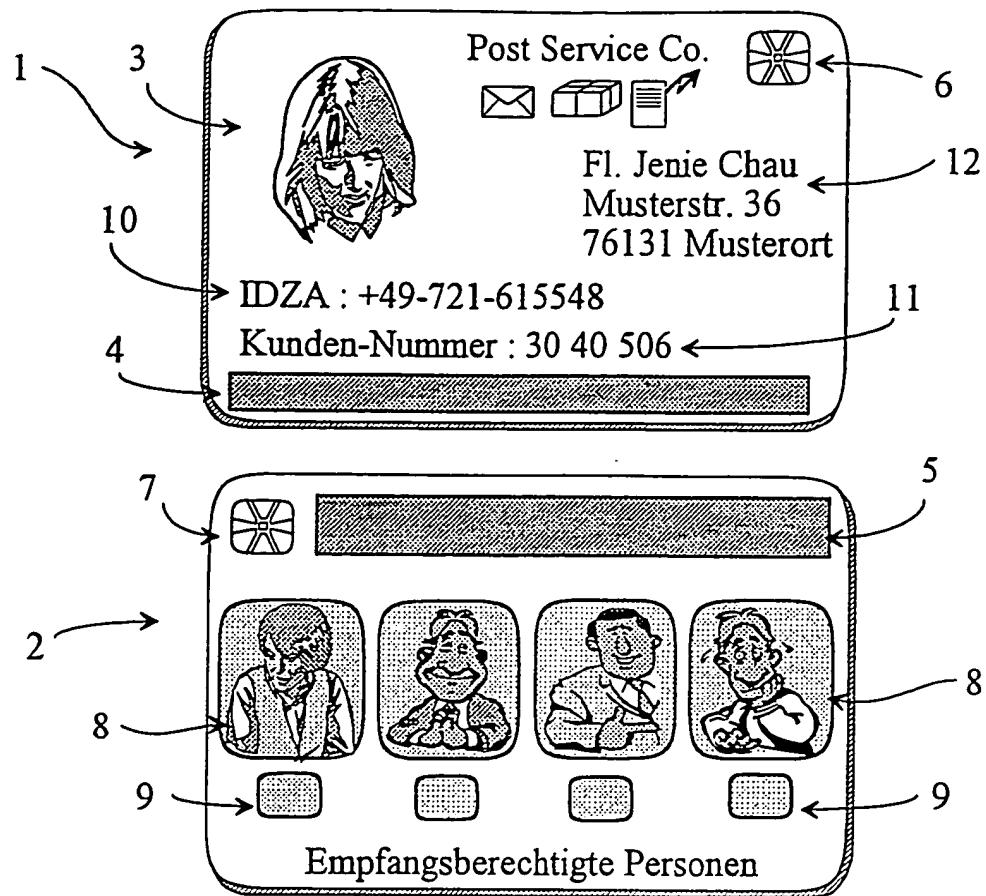 Post Service Co.
1
3
6
Fl. Jenie Chau
12
Musterstr. 36
76131 Musterort
10
IDZA : +49-721-615548
11
Kunden-Nummer : 30 40 506
4
7
5
2
8
8
9
9
Empfangsberechtigte Personen